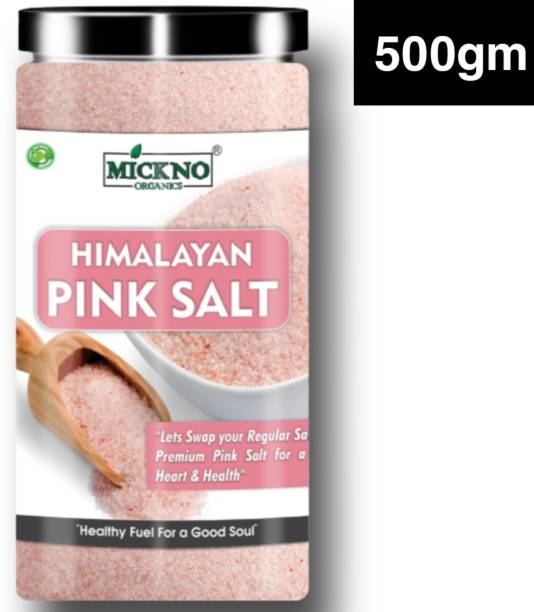 500gm
MICKNO®
ORGANICS
HIMALAYAN
PINK SALT
"Lets Swap your Regular Sa
Premium Pink Salt for a
Heart & Health"
"Healthy Fuel For a Good Soul"